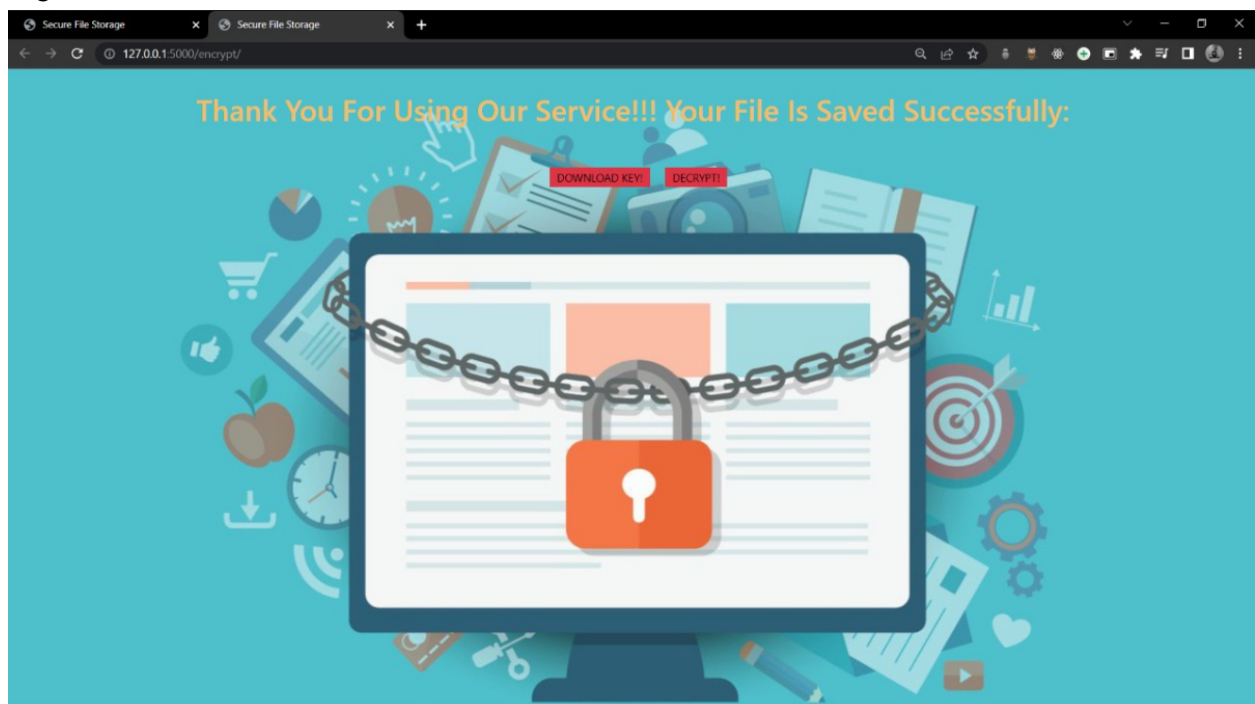 Secure File Storage
Secure File Storage
127.0.0.1:5000/encrypt/
Thank You For Using Our Service!!! Your File Is Saved Successfully:
DOWNLOAD KEY!
DECRYPT!